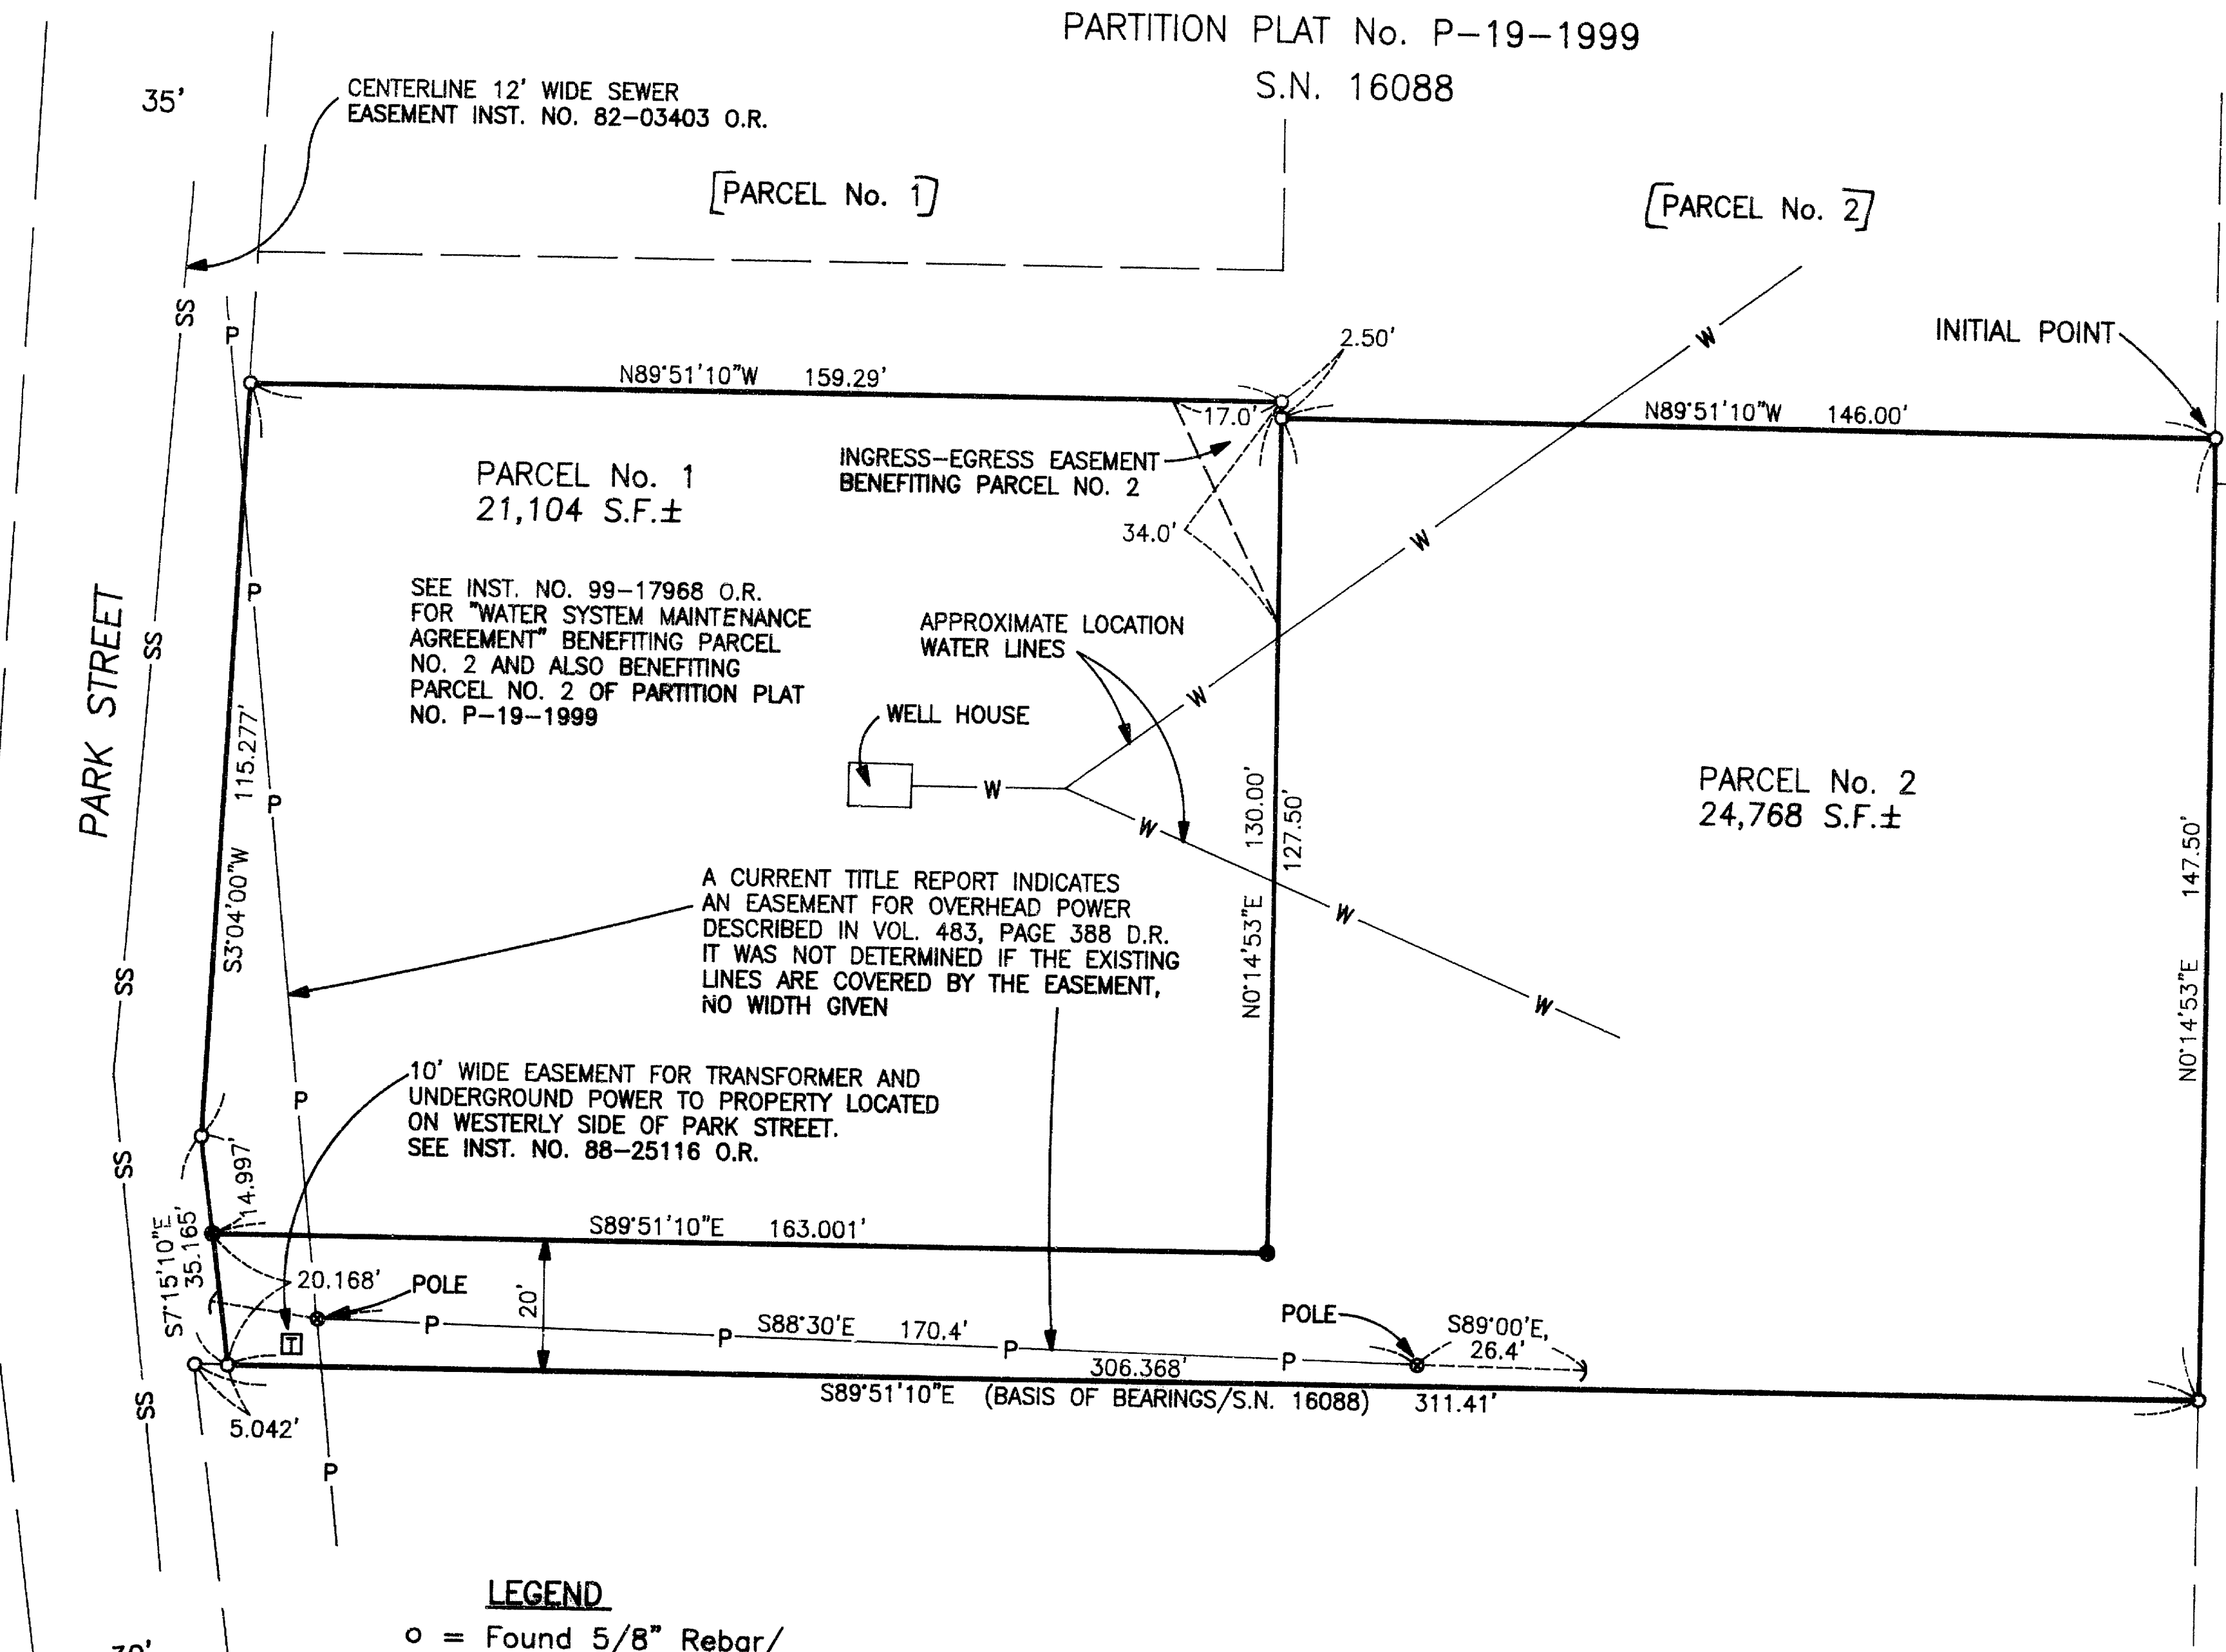 PARTITION PLAT No. P-19-1999
S.N. 16088
35'
CENTERLINE 12' WIDE SEWER
EASEMENT INST. NO. 82-03403 O.R.
[PARCEL No. 1]
[PARCEL No. 2]
SS
P
INITIAL POINT
2.50'
N89°51'10"W 159.29'
W
17.0'
N89°51'10"W 146.00'
PARCEL No. 1
21,104 S.F.±
INGRESS-EGRESS EASEMENT
BENEFITING PARCEL NO. 2
34.0'
W
SEE INST. NO. 99-17968 O.R.
FOR "WATER SYSTEM MAINTENANCE
AGREEMENT" BENEFITING PARCEL
NO. 2 AND ALSO BENEFITING
PARCEL NO. 2 OF PARTITION PLAT
NO. P-19-1999
P
APPROXIMATE LOCATION
WATER LINES
SS
PARK STREET
W
WELL HOUSE
S3°04'00"W 115.277'
P
W
W
N0°14'53"E 130.00'
127.50'
PARCEL No. 2
24,768 S.F.±
N0°14'53"E 147.50'
A CURRENT TITLE REPORT INDICATES
AN EASEMENT FOR OVERHEAD POWER
DESCRIBED IN VOL. 483, PAGE 388 D.R.
IT WAS NOT DETERMINED IF THE EXISTING
LINES ARE COVERED BY THE EASEMENT,
NO WIDTH GIVEN
W
W
SS
P
10' WIDE EASEMENT FOR TRANSFORMER AND
UNDERGROUND POWER TO PROPERTY LOCATED
ON WESTERLY SIDE OF PARK STREET.
SEE INST. NO. 88-25116 O.R.
SS
14.997'
S7°15'10"E
35.165'
S89°51'10"E 163.001'
20.168'
POLE
20'
T
P
P
S88°30'E 170.4'
P
P
POLE
S89°00'E,
26.4'
306.368'
S89°51'10"E (BASIS OF BEARINGS/S.N. 16088) 311.41'
SS
5.042'
P
LEGEND
o = Found 5/8" Rebar/